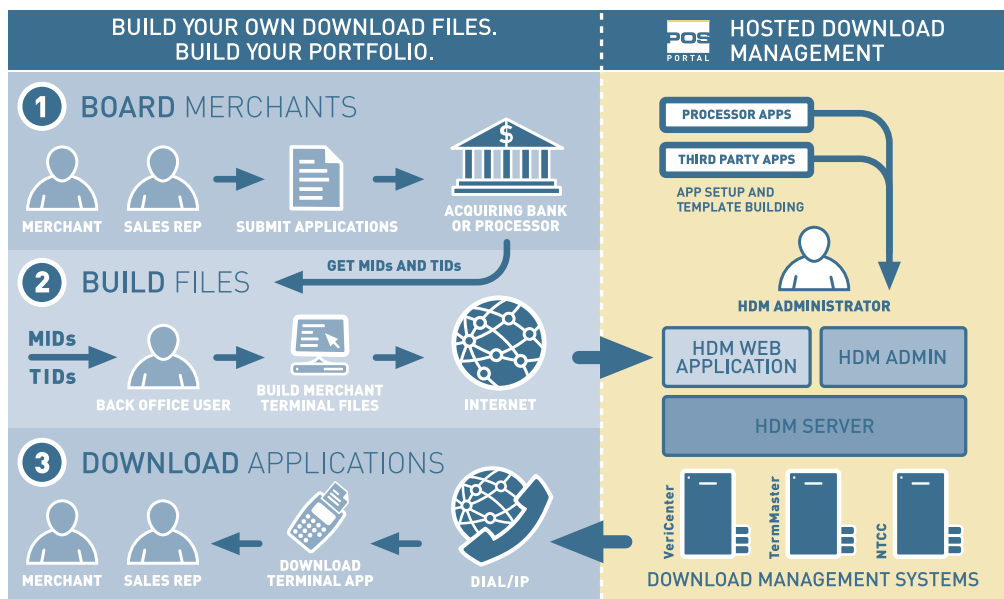 BUILD YOUR OWN DOWNLOAD FILES.
BUILD YOUR PORTFOLIO.
POS
PORTAL
HOSTED DOWNLOAD
MANAGEMENT
1 BOARD MERCHANTS
MERCHANT
SALES REP
SUBMIT APPLICATIONS
$
ACQUIRING BANK
OR PROCESSOR
GET MIDs AND TIDs
2 BUILD FILES
MIDs
TIDs
BACK OFFICE USER
BUILD MERCHANT
TERMINAL FILES
INTERNET
3 DOWNLOAD APPLICATIONS
MERCHANT
SALES REP
DOWNLOAD
TERMINAL APP
DIAL/IP
PROCESSOR APPS
THIRD PARTY APPS
APP SETUP AND
TEMPLATE BUILDING
HDM ADMINISTRATOR
HDM WEB
APPLICATION
HDM ADMIN
HDM SERVER
VeriCenter
TermMaster
NTCC
DOWNLOAD MANAGEMENT SYSTEMS